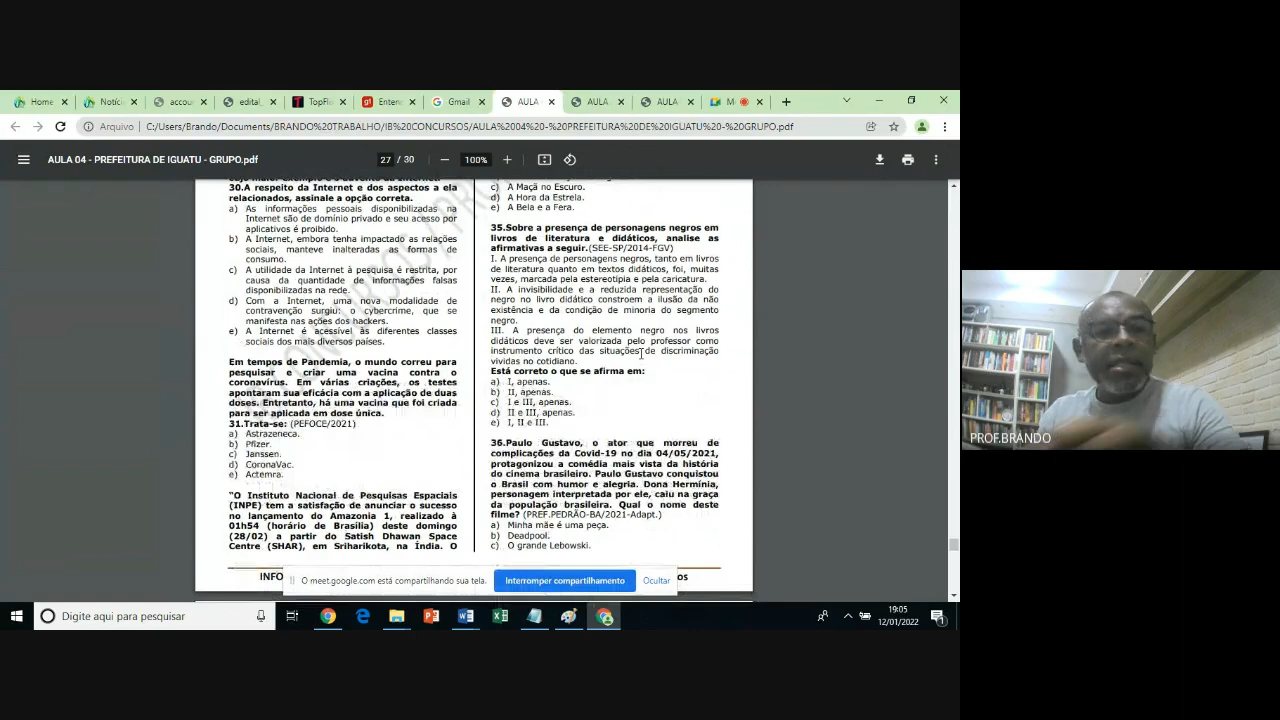 Home
Notíci
accou
edital_
TopFlu
Enten
Gmail
AULA
AULA
AULA
M
Arquivo
C:/Users/Brando/Documents/BRANDO%20TRABALHO/IB%20CONCURSOS/AULA%2004%20-%20PREFEITURA%20DE%20IGUATU%20-%20GRUPO.pdf
AULA 04 - PREFEITURA DE IGUATU - GRUPO.pdf
27 / 30
100%
30.A respeito da Internet e dos aspectos a ela
relacionados, assinale a opção correta.
a) As informações pessoais disponibilizadas na
Internet são de domínio privado e seu acesso por
aplicativos é proibido.
b) A Internet, embora tenha impactado as relações
sociais, manteve inalteradas as formas de
consumo.
c) A utilidade da Internet à pesquisa é restrita, por
causa da quantidade de informações falsas
disponibilizadas na rede.
d) Com a Internet, uma nova modalidade de
contravenção surgiu: o cybercrime, que se
manifesta nas ações dos hackers.
e) A Internet é acessível às diferentes classes
sociais dos mais diversos países.
Em tempos de Pandemia, o mundo correu para
pesquisar e criar uma vacina contra o
coronavírus. Em várias criações, os testes
apontaram sua eficácia com a aplicação de duas
doses. Entretanto, há uma vacina que foi criada
para ser aplicada em dose única.
31.Trata-se: (PEFOCE/2021)
a) Astrazeneca.
b) Pfizer.
c) Janssen.
d) CoronaVac.
e) Actemra.
"O Instituto Nacional de Pesquisas Espaciais
(INPE) tem a satisfação de anunciar o sucesso
no lançamento do Amazonia 1, realizado à
01h54 (horário de Brasília) deste domingo
(28/02) a partir do Satish Dhawan Space
Centre (SHAR), em Sriharikota, na Índia. O
c) A Maçã no Escuro.
d) A Hora da Estrela.
e) A Bela e a Fera.
35.Sobre a presença de personagens negros em
livros de literatura e didáticos, analise as
afirmativas a seguir.(SEE-SP/2014-FGV)
I. A presença de personagens negros, tanto em livros
de literatura quanto em textos didáticos, foi, muitas
vezes, marcada pela estereotipia e pela caricatura.
II. A invisibilidade e a reduzida representação do
negro no livro didático constroem a ilusão da não
existência e da condição de minoria do segmento
negro.
III. A presença do elemento negro nos livros
didáticos deve ser valorizada pelo professor como
instrumento crítico das situações de discriminação
vividas no cotidiano.
Está correto o que se afirma em:
a) I, apenas.
b) II, apenas.
c) I e III, apenas.
d) II e III, apenas.
e) I, II e III.
36.Paulo Gustavo, o ator que morreu de
complicações da Covid-19 no dia 04/05/2021,
protagonizou a comédia mais vista da história
do cinema brasileiro. Paulo Gustavo conquistou
o Brasil com humor e alegria. Dona Hermínia,
personagem interpretada por ele, caiu na graça
da população brasileira. Qual o nome deste
filme? (PREF.PEDRÃO-BA/2021-Adapt.)
a) Minha mãe é uma peça.
b) Deadpool.
c) O grande Lebowski.
INFO
os
O meet.google.com está compartilhando sua tela.
Interromper compartilhamento
Ocultar
PROF.BRANDO
Digite aqui para pesquisar
19:05
12/01/2022